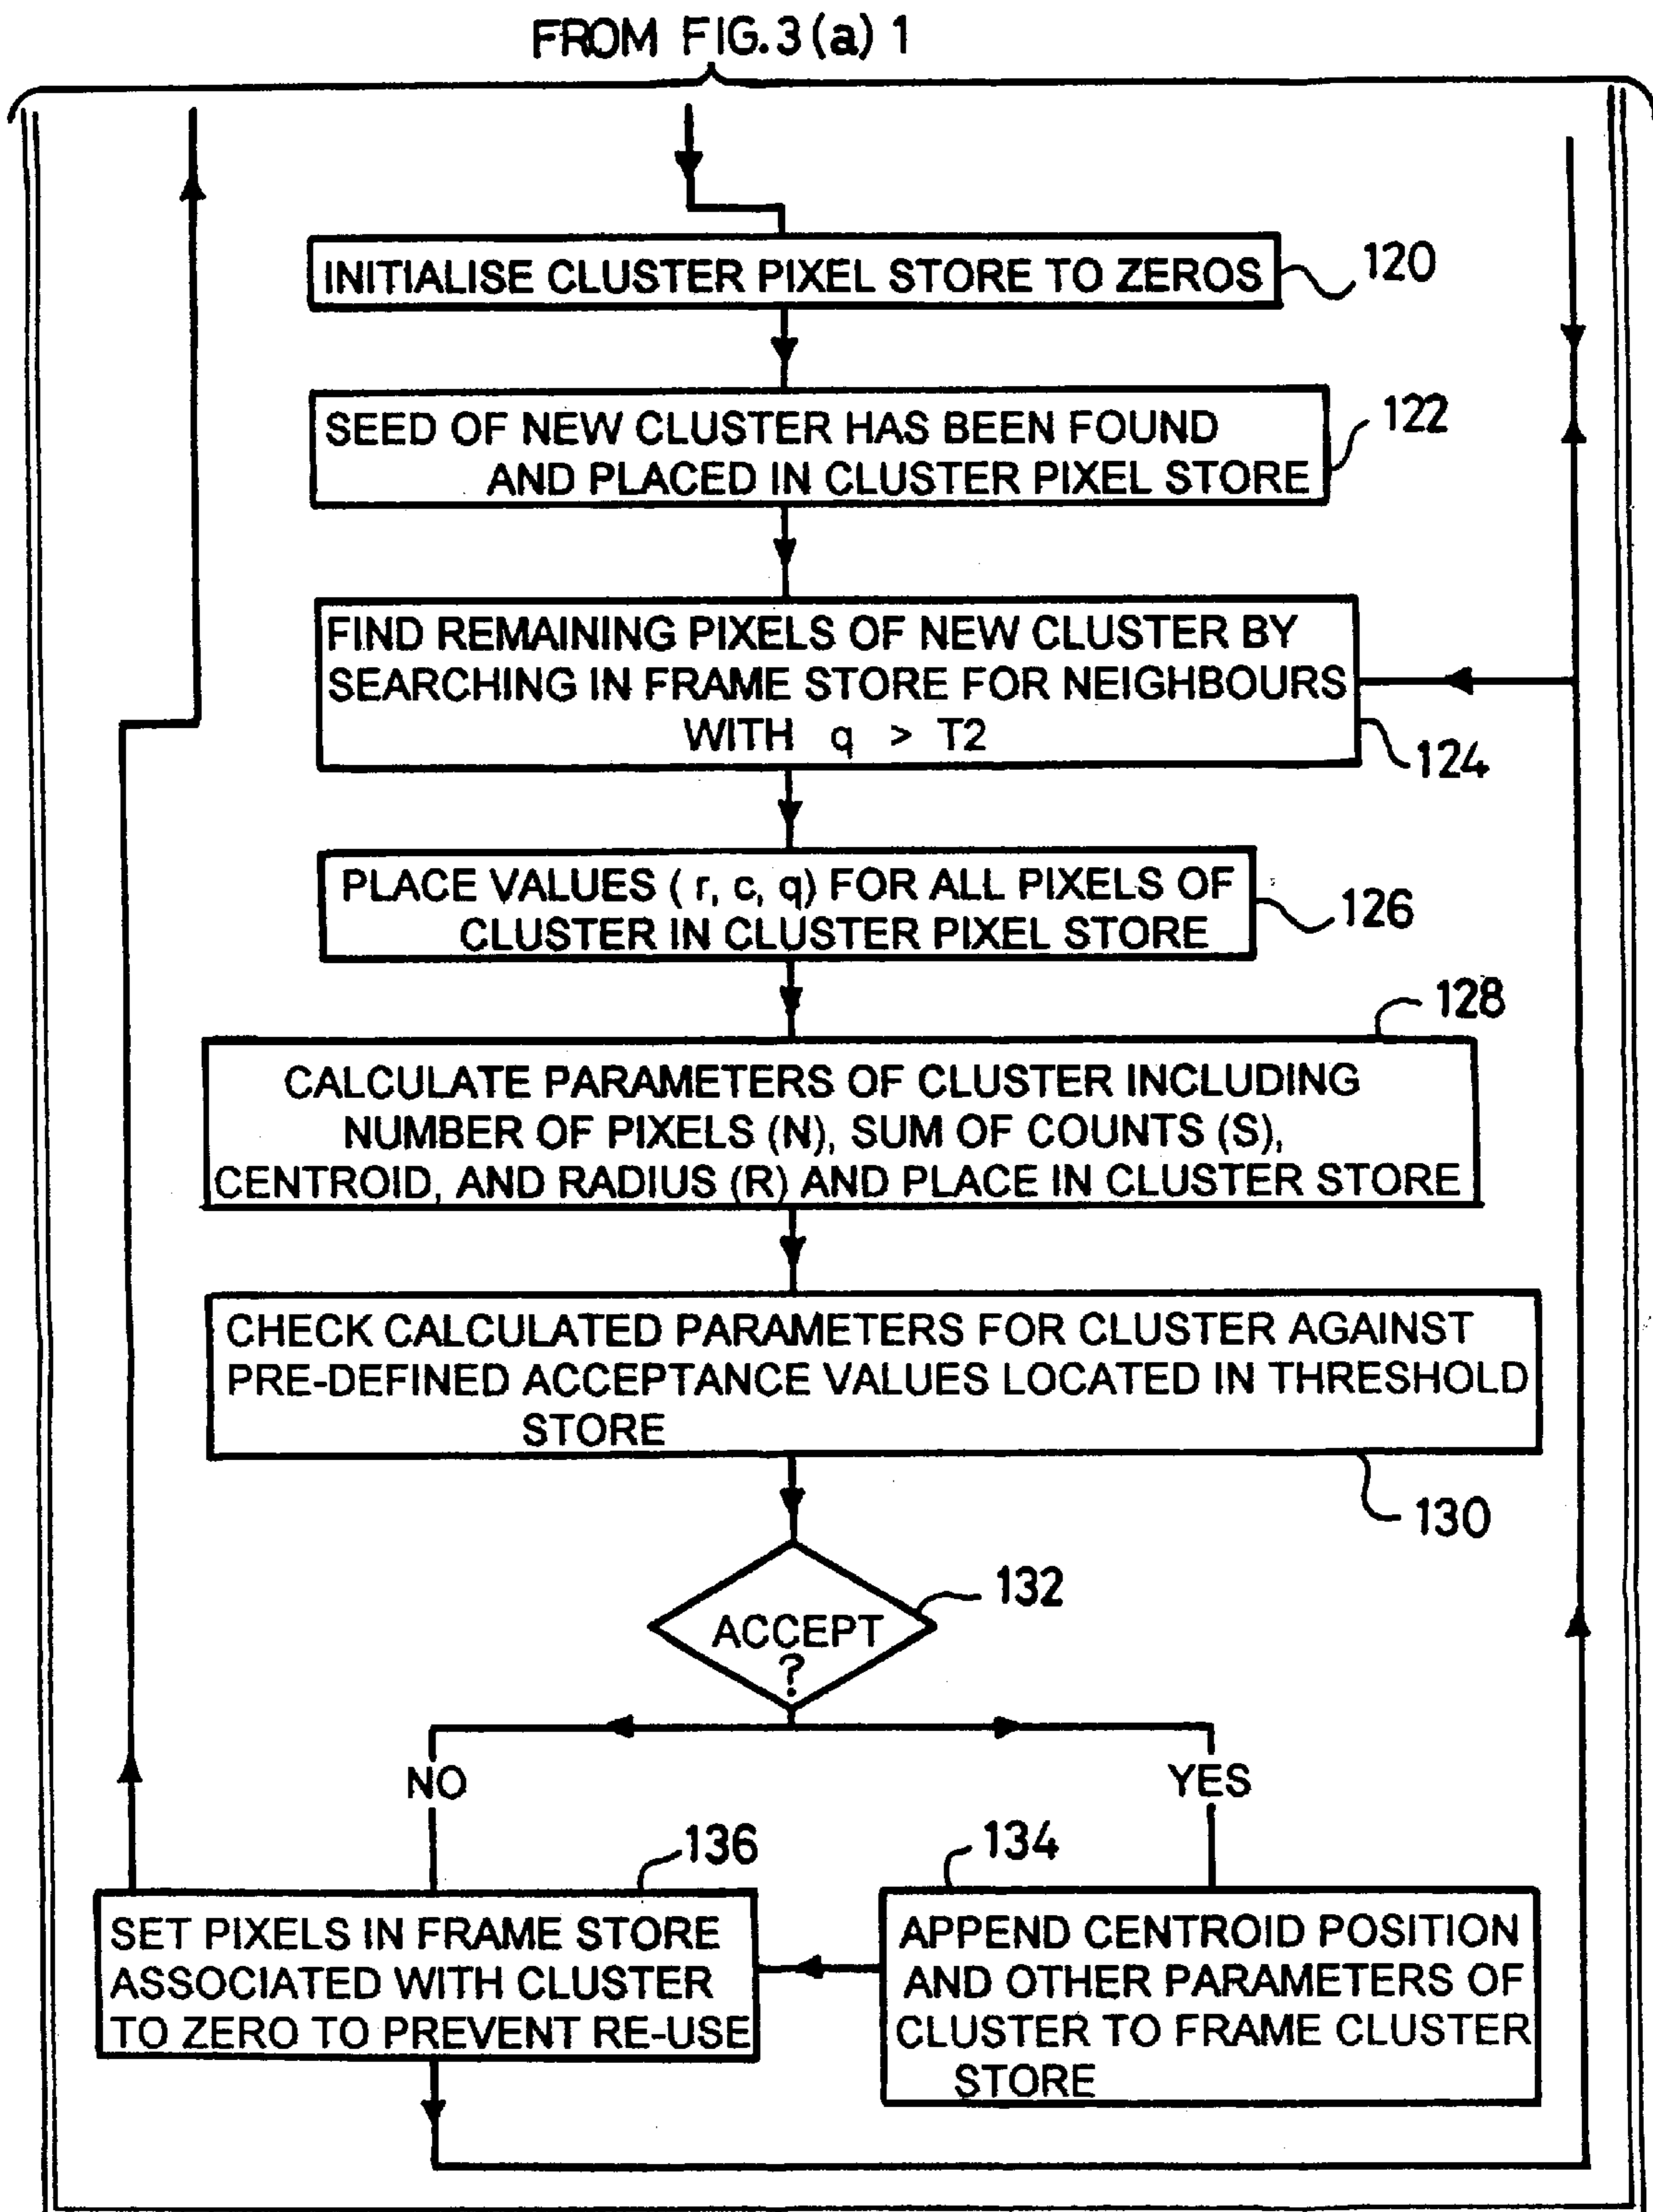 FROM FIG.3(a) 1
INITIALISE CLUSTER PIXEL STORE TO ZEROS
120
SEED OF NEW CLUSTER HAS BEEN FOUND
AND PLACED IN CLUSTER PIXEL STORE
122
FIND REMAINING PIXELS OF NEW CLUSTER BY
SEARCHING IN FRAME STORE FOR NEIGHBOURS
WITH q > T2
124
PLACE VALUES ( r, c, q) FOR ALL PIXELS OF
CLUSTER IN CLUSTER PIXEL STORE
126
128
CALCULATE PARAMETERS OF CLUSTER INCLUDING
NUMBER OF PIXELS (N), SUM OF COUNTS (S),
CENTROID, AND RADIUS (R) AND PLACE IN CLUSTER STORE
CHECK CALCULATED PARAMETERS FOR CLUSTER AGAINST
PRE-DEFINED ACCEPTANCE VALUES LOCATED IN THRESHOLD
STORE
130
132
ACCEPT
?
NO
YES
136
134
SET PIXELS IN FRAME STORE
ASSOCIATED WITH CLUSTER
TO ZERO TO PREVENT RE-USE
APPEND CENTROID POSITION
AND OTHER PARAMETERS OF
CLUSTER TO FRAME CLUSTER
STORE